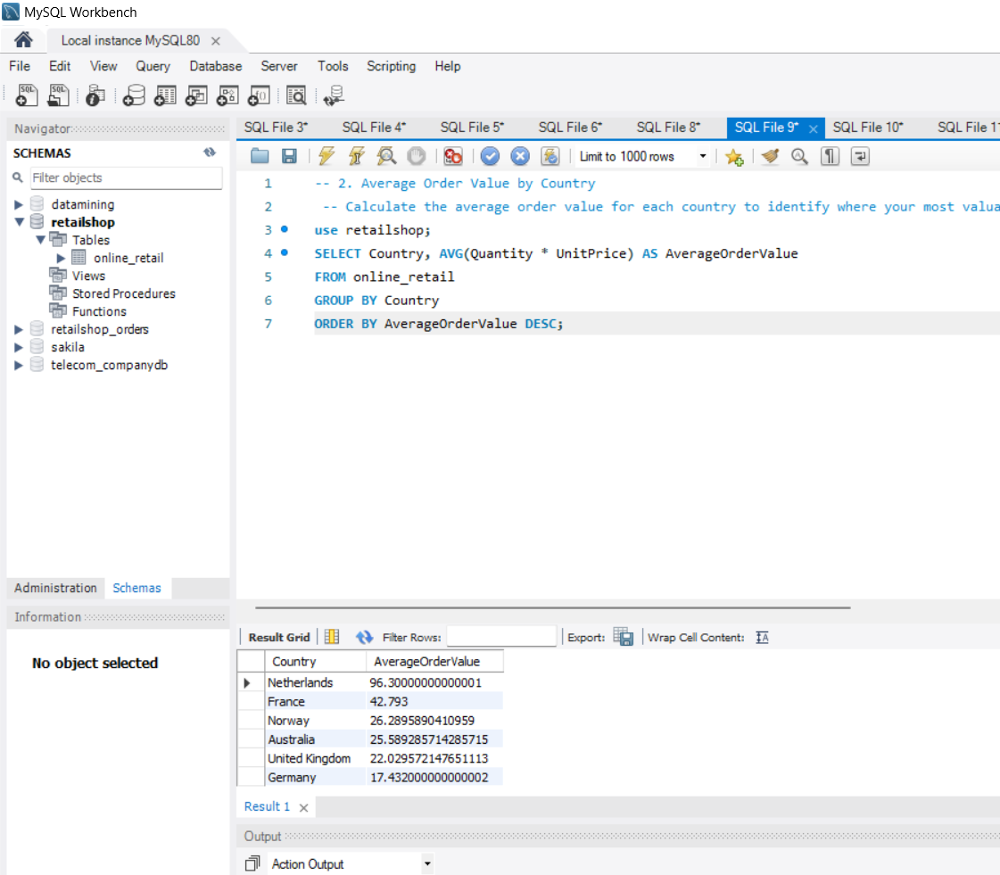 MySQL Workbench
Local instance MySQL80
File Edit View Query Database Server Tools Scripting Help
Navigator
SCHEMAS
Filter objects
datamining
retailshop
Tables
online_retail
Views
Stored Procedures
Functions
retailshop_orders
sakila
telecom_companydb
Administration Schemas
Information
No object selected
SQL File 3* SQL File 4* SQL File 5* SQL File 6* SQL File 8* SQL File 9* SQL File 10* SQL File 11
Limit to 1000 rows
1 -- 2. Average Order Value by Country
2 -- Calculate the average order value for each country to identify where your most valua
3 use retailshop;
4 SELECT Country, AVG(Quantity * UnitPrice) AS AverageOrderValue
5 FROM online_retail
6 GROUP BY Country
7 ORDER BY AverageOrderValue DESC;
Result Grid Filter Rows: Export: Wrap Cell Content:
Country AverageOrderValue
Netherlands 96.30000000000001
France 42.793
Norway 26.2895890410959
Australia 25.589285714285715
United Kingdom 22.029572147651113
Germany 17.432000000000002
Result 1
Output
Action Output